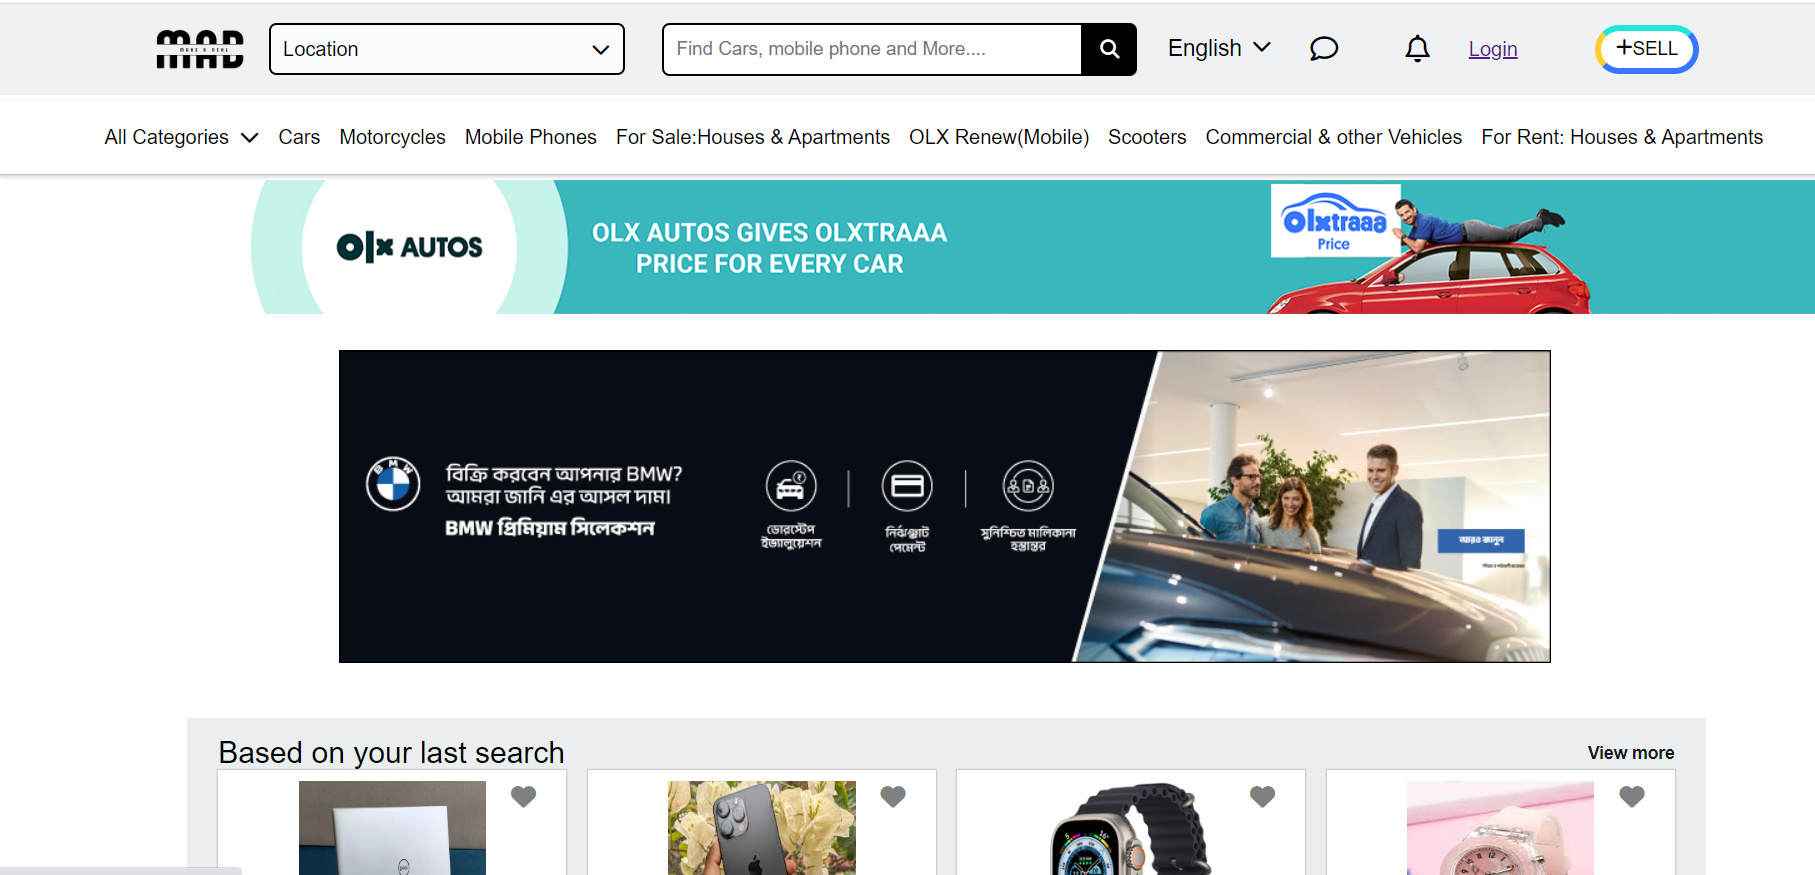 MAD
MAKE A DEAL
Location
Find Cars, mobile phone and More....
English
Login
+SELL
All Categories
Cars
Motorcycles
Mobile Phones
For Sale:Houses & Apartments
OLX Renew(Mobile)
Scooters
Commercial & other Vehicles
For Rent: Houses & Apartments
olx AUTOS
OLX AUTOS GIVES OLXTRAAA
PRICE FOR EVERY CAR
Olxtraaa
Price
BMW
বিক্রি করবেন আপনার BMW?
আমরা জানি এর আসল দাম।
BMW প্রিমিয়াম সিলেকশন
ডোরস্টেপ
ইভ্যালুয়েশন
নির্ঝঞ্ঝাট
পেমেন্ট
সুনিশ্চিত মালিকানা
হস্তান্তর
আরও জানুন
Based on your last search
View more